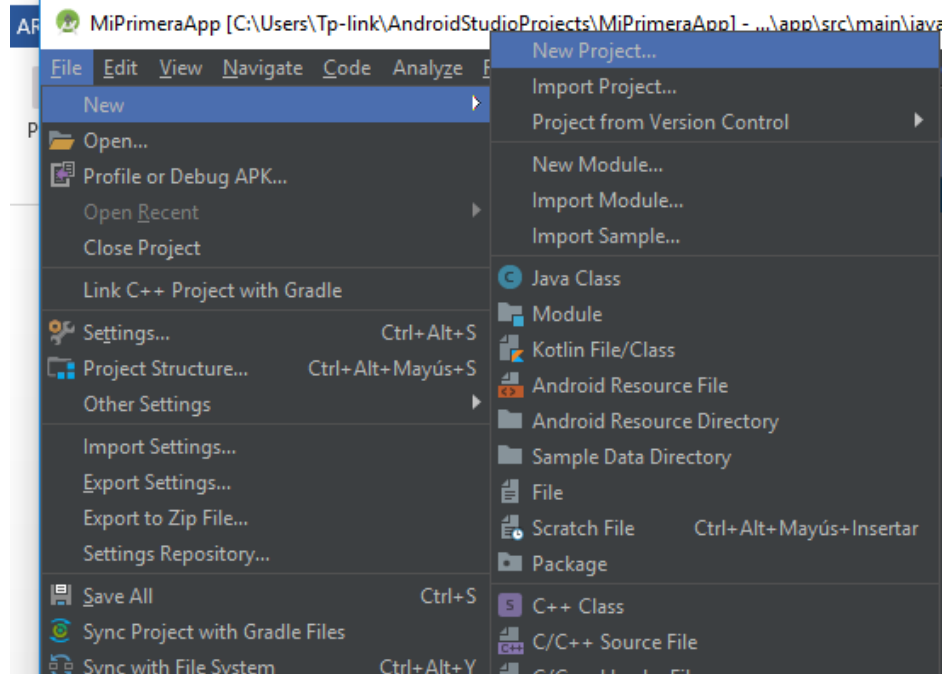 MiPrimeraApp [C:\Users\Tp-link\AndroidStudioProjects\MiPrimeraApp] - ...\app\src\main\java
File Edit View Navigate Code Analyze
New
Open...
Profile or Debug APK...
Open Recent
Close Project
Link C++ Project with Gradle
Settings... Ctrl+Alt+S
Project Structure... Ctrl+Alt+Mayús+S
Other Settings
Import Settings...
Export Settings...
Export to Zip File...
Settings Repository...
Save All Ctrl+S
Sync Project with Gradle Files
Sync with File System Ctrl+Alt+Y
New Project...
Import Project...
Project from Version Control
New Module...
Import Module...
Import Sample...
Java Class
Module
Kotlin File/Class
Android Resource File
Android Resource Directory
Sample Data Directory
File
Scratch File Ctrl+Alt+Mayús+Insertar
Package
C++ Class
C/C++ Source File